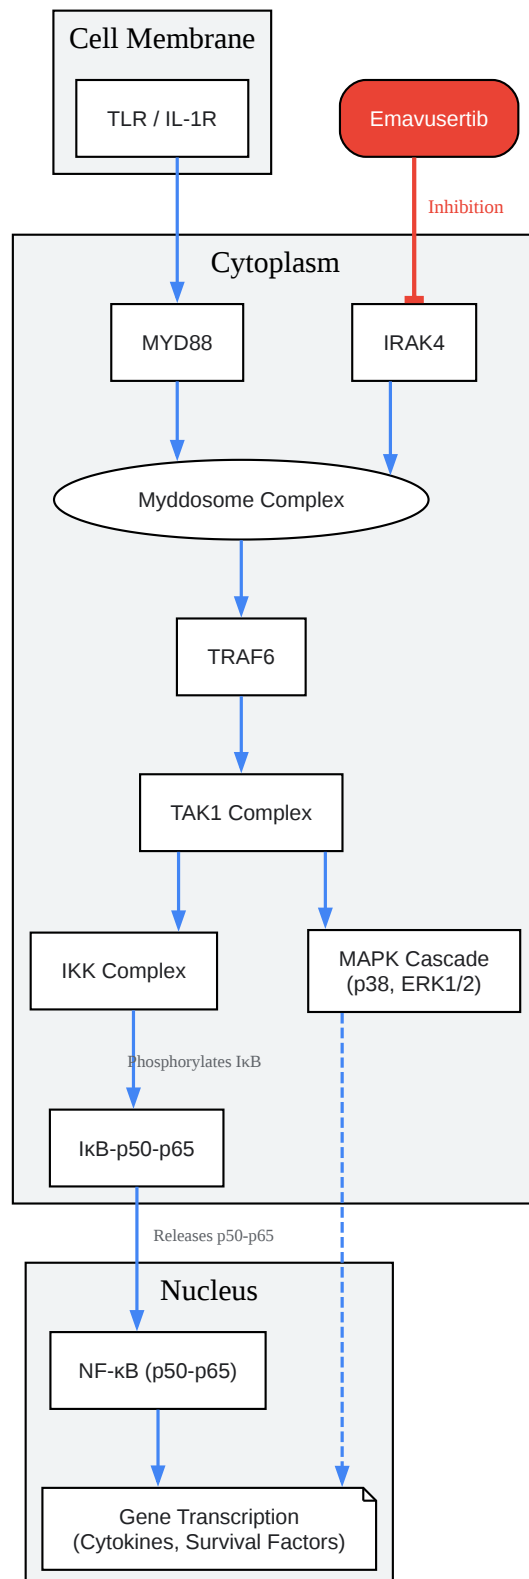 Cell Membrane
TLR / IL-1R
Emavusertib
Inhibition
Cytoplasm
MYD88
IRAK4
Myddosome Complex
TRAF6
TAK1 Complex
IKK Complex
MAPK Cascade
(p38, ERK1/2)
Phosphorylates IκB
IκB-p50-p65
Releases p50-p65
Nucleus
NF-κB (p50-p65)
Gene Transcription
(Cytokines, Survival Factors)